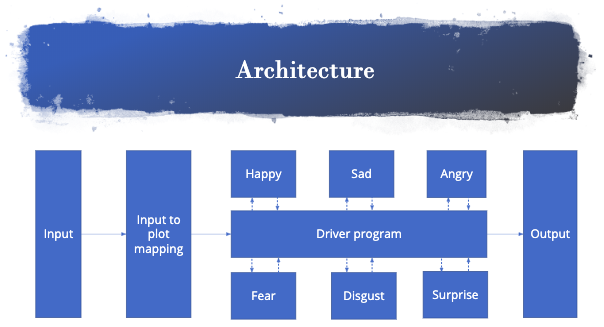 Architecture
Happy
Sad
Angry
Input
Input to
plot
mapping
Driver program
Output
Fear
Disgust
Surprise